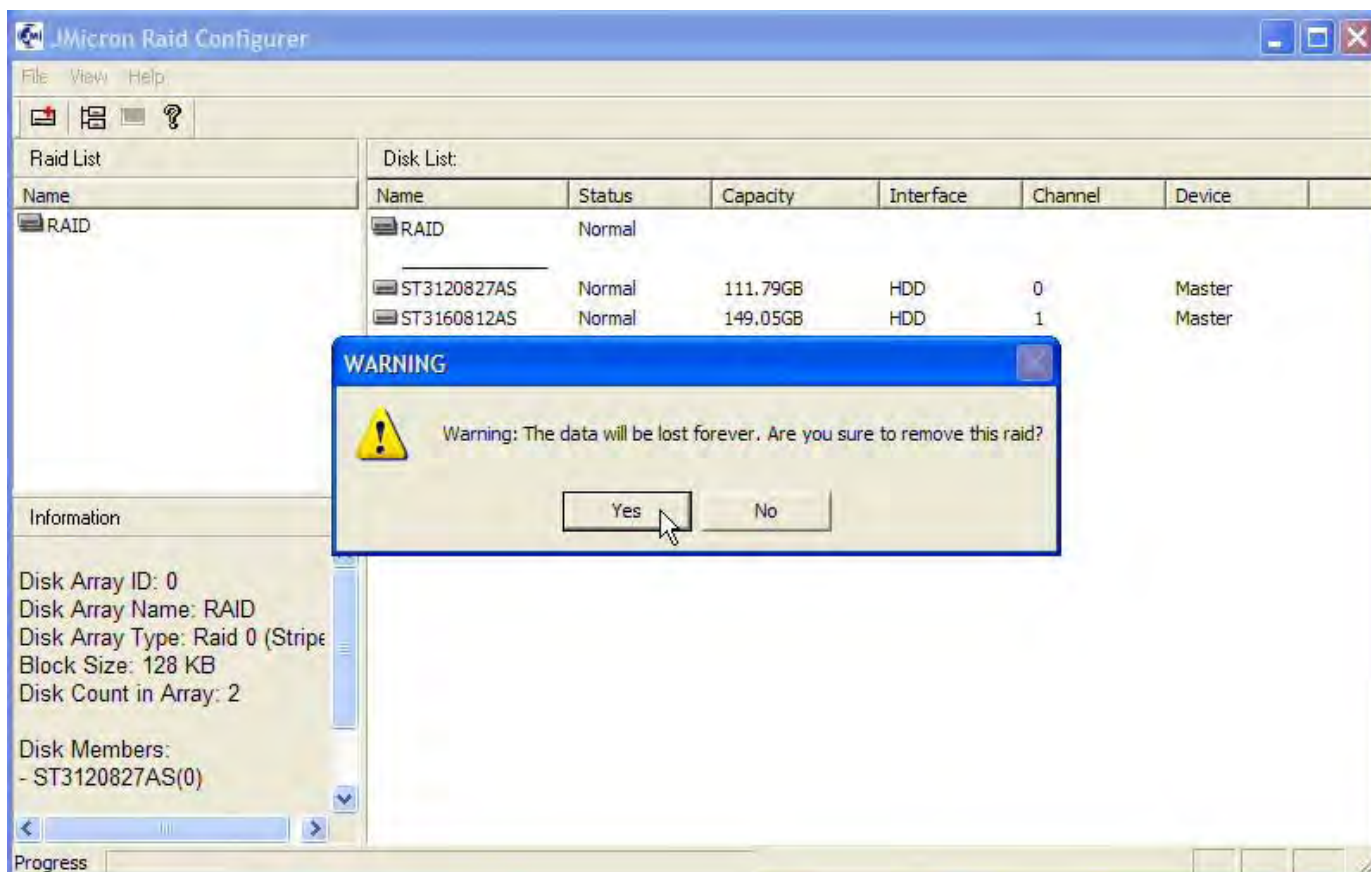 JMicron Raid Configurer
File View Help
Raid List
Disk List:
Name
Name Status Capacity Interface Channel Device
RAID
RAID Normal
ST3120827AS Normal 111.79GB HDD 0 Master
ST3160812AS Normal 149.05GB HDD 1 Master
WARNING
Warning: The data will be lost forever. Are you sure to remove this raid?
Yes No
Information
Disk Array ID: 0
Disk Array Name: RAID
Disk Array Type: Raid 0 (Stripe
Block Size: 128 KB
Disk Count in Array: 2
Disk Members:
- ST3120827AS(0)
Progress